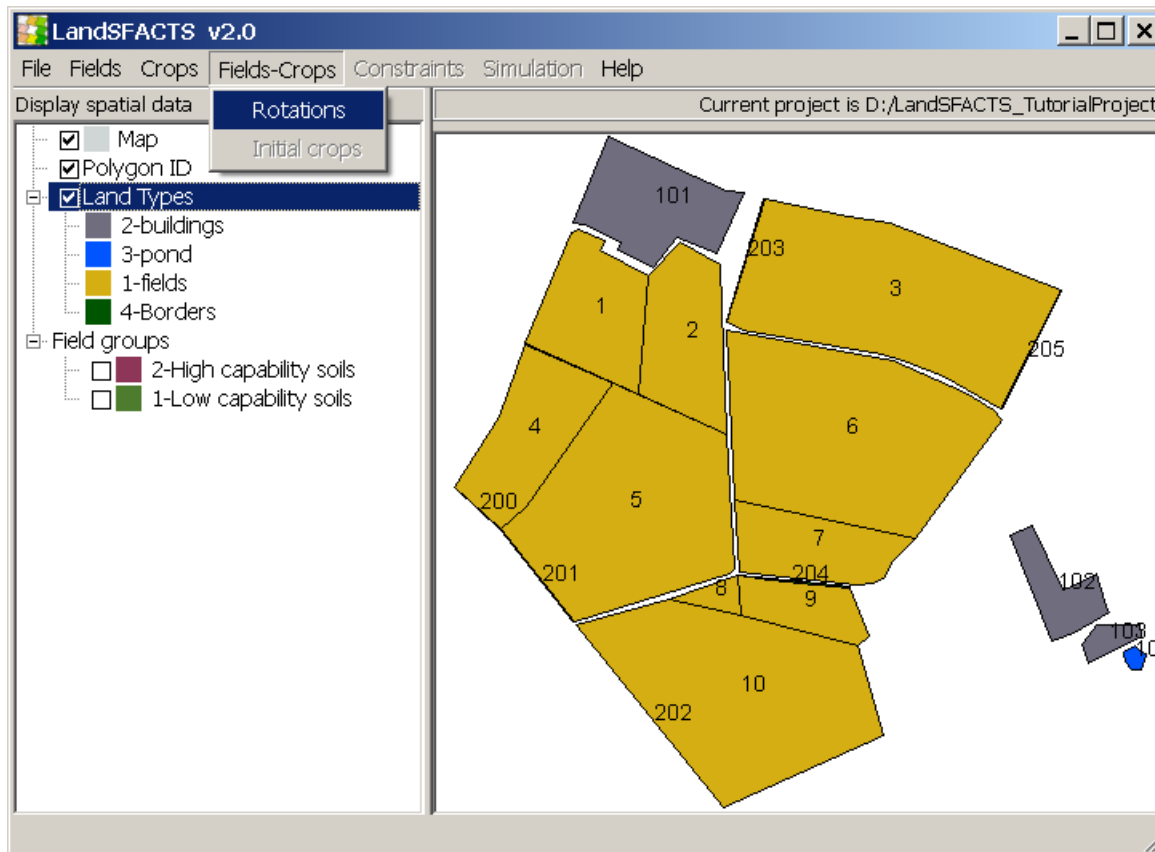 LandSFACTS v2.0
File Fields Crops Fields-Crops Constraints Simulation Help
Display spatial data
Rotations
Initial crops
Current project is D:/LandSFACTS_TutorialProject
Map
Polygon ID
Land Types
2-buildings
3-pond
1-fields
4-Borders
Field groups
2-High capability soils
1-Low capability soils
101
203
3
1
2
205
4
6
200
5
7
201
204
8
9
102
103
10
10
202